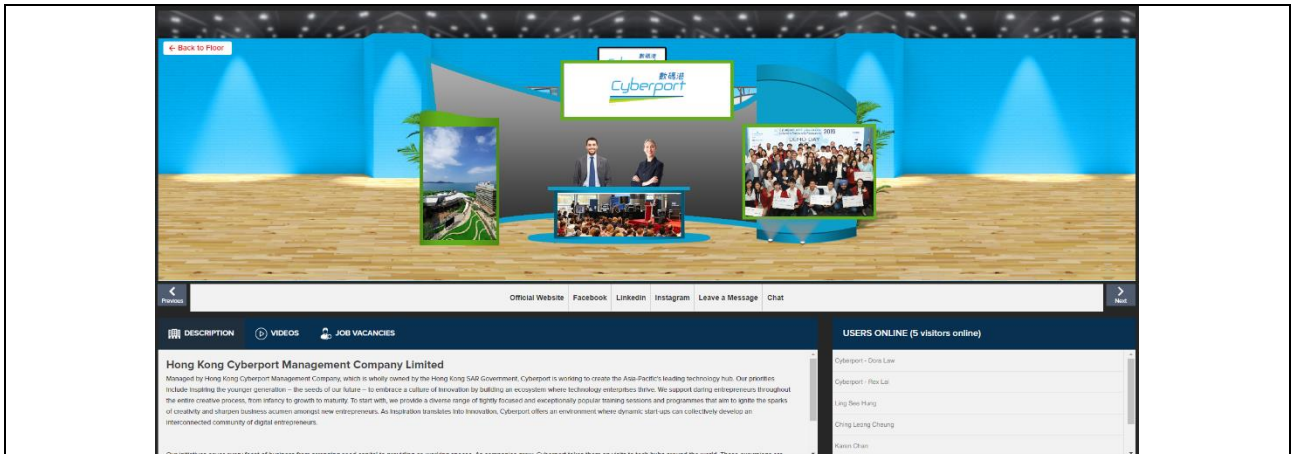 ← Back to Floor
數碼港
數碼港
Cyberport
2015
DEMO DAY
Previous
Official Website Facebook Linkedin Instagram Leave a Message Chat
Next
DESCRIPTION VIDEOS JOB VACANCIES
USERS ONLINE (5 visitors online)
Hong Kong Cyberport Management Company Limited
Managed by Hong Kong Cyberport Management Company, which is wholly owned by the Hong Kong SAR Government, Cyberport is working to create the Asia-Pacific's leading technology hub. Our priorities
include inspiring the younger generation – the seeds of our future – to embrace a culture of innovation by building an ecosystem where technology enterprises thrive. We support daring entrepreneurs throughout
the entire creative process, from infancy to growth to maturity. To start with, we provide a diverse range of tightly focused and exceptionally popular training sessions and programmes that aim to ignite the sparks
of creativity and sharpen business acumen amongst new entrepreneurs. As inspiration translates into innovation, Cyberport offers an environment where dynamic start-ups can collectively develop an
interconnected community of digital entrepreneurs.
Cyberport - Dora Law
Cyberport - Rex Lai
Ling Bee Hung
Ching Leong Cheung
Karen Chan